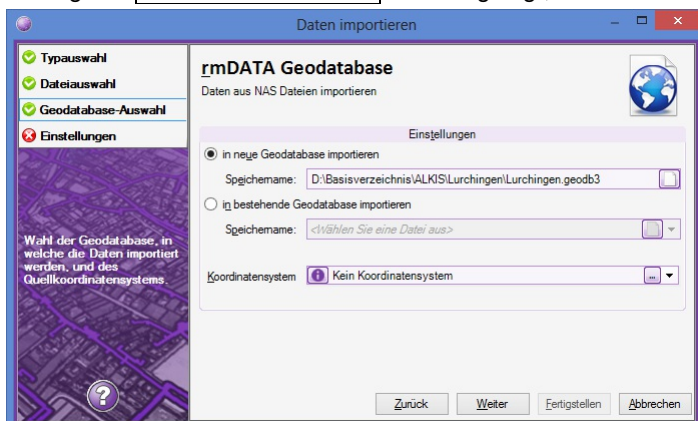 Daten importieren
Typauswahl
Dateiauswahl
Geodatabase-Auswahl
Einstellungen
Wahl der Geodatabase, in
welche die Daten importiert
werden, und des
Quellkoordinatensystems.
rmDATA Geodatabase
Daten aus NAS Dateien importieren
Einstellungen
in neue Geodatabase importieren
Speichername: D:\Basisverzeichnis\ALKIS\Lurchingen\Lurchingen.geodb3
in bestehende Geodatabase importieren
Speichername: <Wählen Sie eine Datei aus>
Koordinatensystem Kein Koordinatensystem ...
Zurück Weiter Fertigstellen Abbrechen